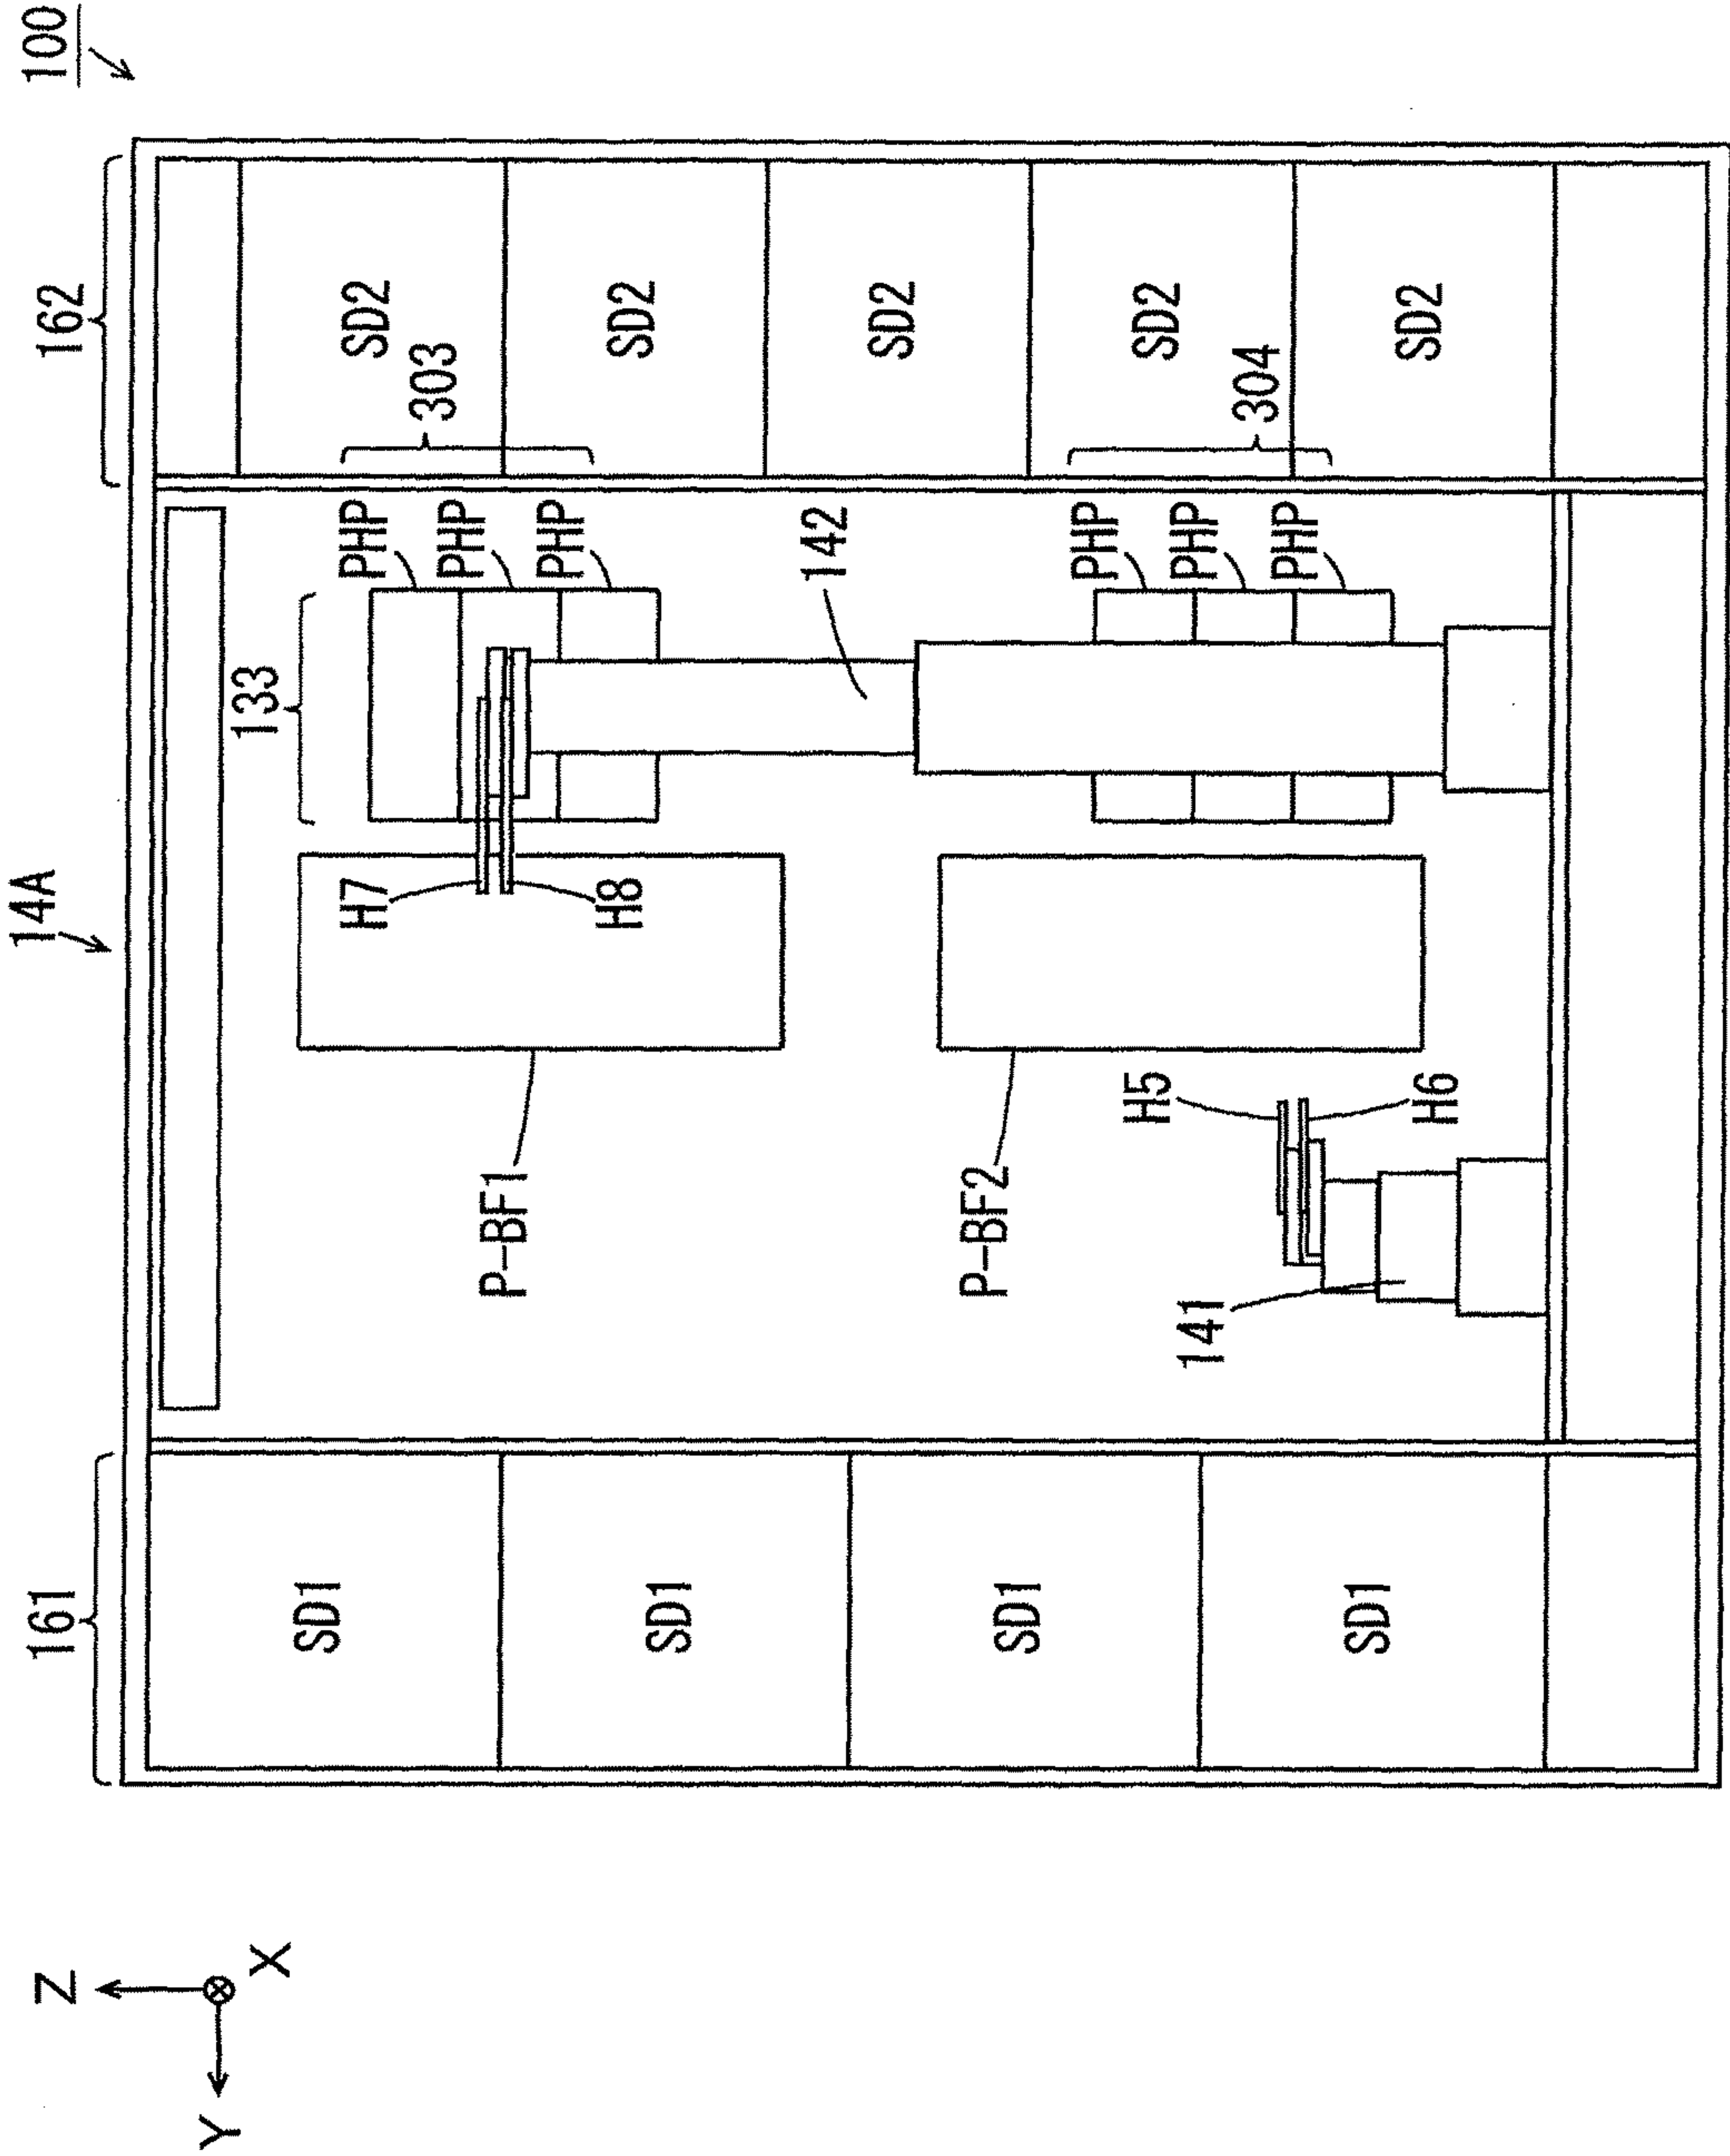 100
14A
161
162
Z
Y
X
133
SD1
H7
PHP
SD2
303
PHP
P-BF1
PHP
H8
SD2
SD1
142
SD2
P-BF2
SD1
PHP
H5
SD2
PHP
141
304
PHP
SD1
SD2
H6